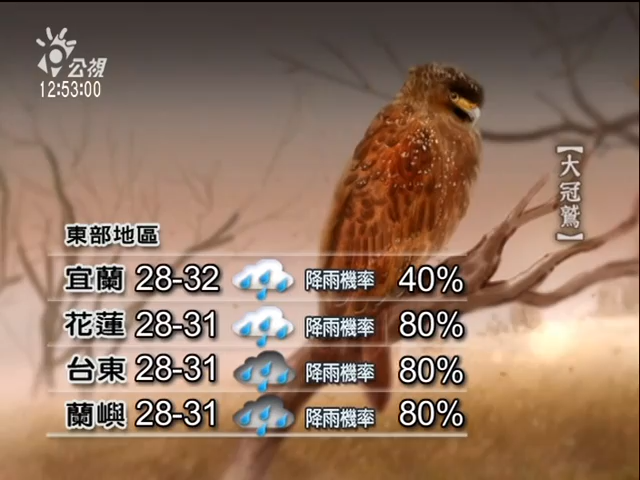 公視
12:53:00
【大冠鷲】
東部地區
宜蘭 28-32 降雨機率 40%
花蓮 28-31 降雨機率 80%
台東 28-31 降雨機率 80%
蘭嶼 28-31 降雨機率 80%